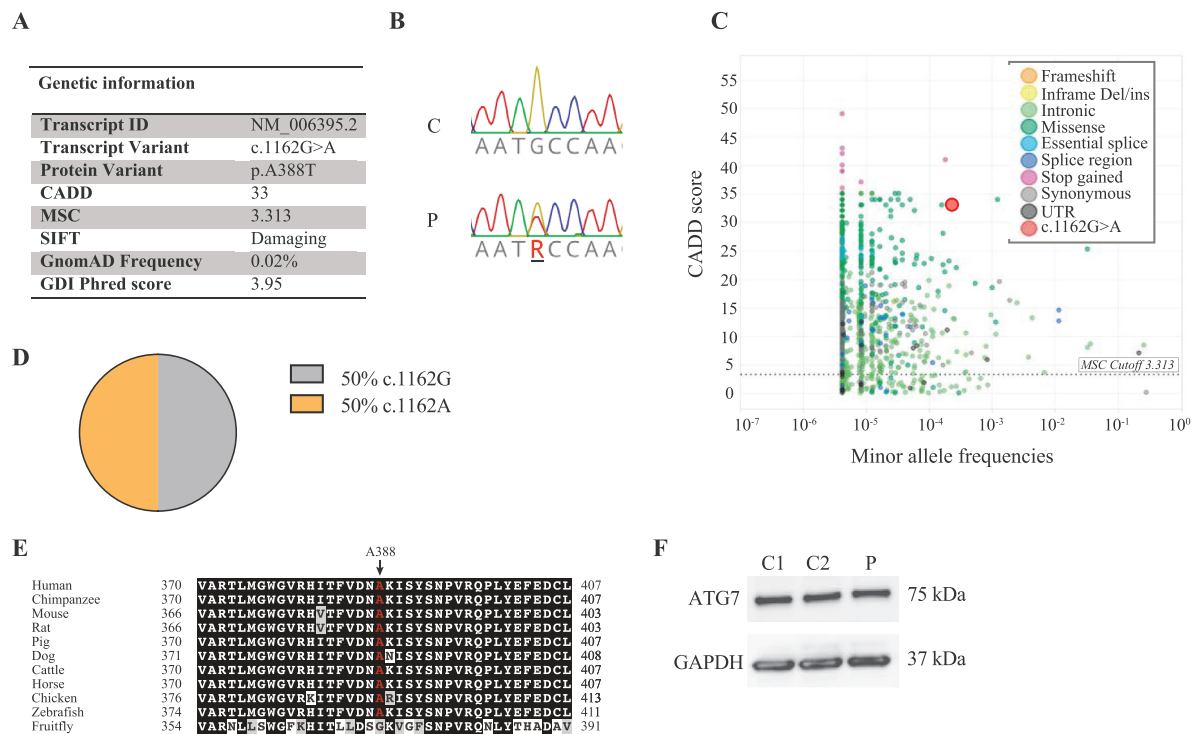 A
Genetic information
Transcript ID NM_006395.2
Transcript Variant c.1162G>A
Protein Variant p.A388T
CADD 33
MSC 3.313
SIFT Damaging
GnomAD Frequency 0.02%
GDI Phred score 3.95
B
C
A A T G C C A A
P
A A T R C C A A
C
CADD score
55
50
45
40
35
30
25
20
15
10
5
0
10-7 10-6 10-5 10-4 10-3 10-2 10-1 100
Minor allele frequencies
Frameshift
Inframe Del/ins
Intronic
Missense
Essential splice
Splice region
Stop gained
Synonymous
UTR
c.1162G>A
MSC Cutoff 3.313
D
50% c.1162G
50% c.1162A
E
A388
Human 370 VARTLMGWGVRHITFVDNAKISYSNPVRQPLYEFEDCL 407
Chimpanzee 370 VARTLMGWGVRHITFVDNAKISYSNPVRQPLYEFEDCL 407
Mouse 366 VARTLMGWGVRHVTFVDNAKISYSNPVRQPLYEFEDCL 403
Rat 366 VARTLMGWGVRHVTFVDNAKISYSNPVRQPLYEFEDCL 403
Pig 370 VARTLMGWGVRHITFVDNAKISYSNPVRQPLYEFEDCL 407
Dog 371 VARTLMGWGVRHITFVDNANISYSNPVRQPLYEFEDCL 408
Cattle 370 VARTLMGWGVRHITFVDNAKISYSNPVRQPLYEFEDCL 407
Horse 370 VARTLMGWGVRHITFVDNAKISYSNPVRQPLYEFEDCL 407
Chicken 376 VARTLMGWGVRKITFVDNARISYSNPVRQPLYEFEDCL 413
Zebrafish 374 VARTLMGWGVRHITFVDNAKISYSNPVRQPLYEFEDCL 411
Fruitfly 354 VARNLLSWGFKHITLLDSGKVGFSNPVRQNLYTHADAV 391
F
C1 C2 P
ATG7 75 kDa
GAPDH 37 kDa